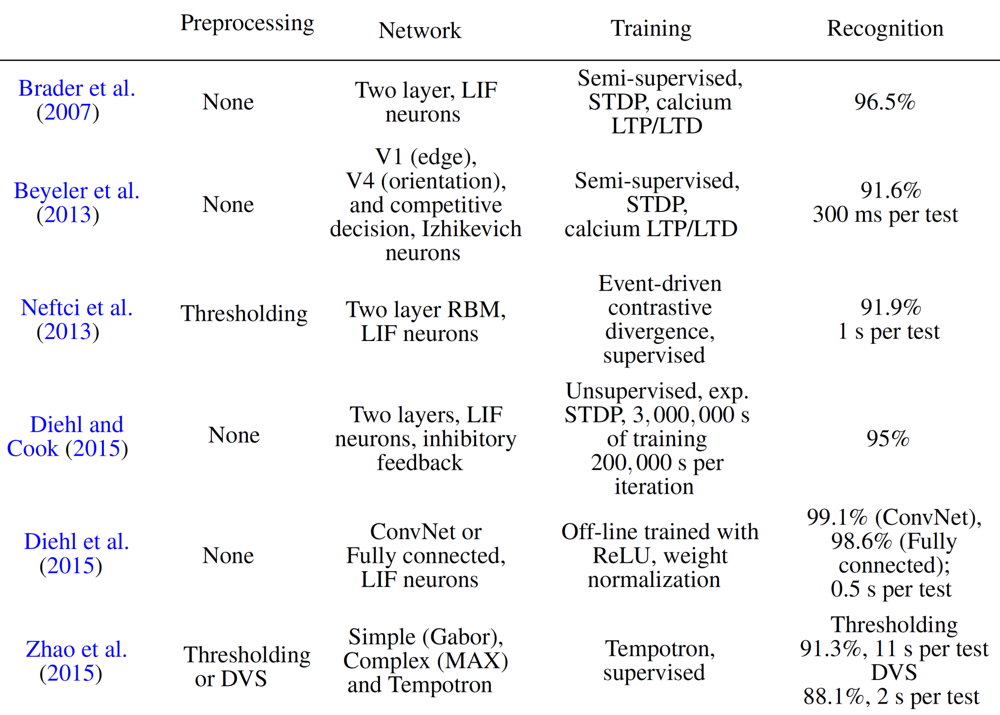 Preprocessing
Network
Training
Recognition
Brader et al.
(2007)
None
Two layer, LIF
neurons
Semi-supervised,
STDP, calcium
LTP/LTD
96.5%
Beyeler et al.
(2013)
None
V1 (edge),
V4 (orientation),
and competitive
decision, Izhikevich
neurons
Semi-supervised,
STDP,
calcium LTP/LTD
91.6%
300 ms per test
Neftci et al.
(2013)
Thresholding
Two layer RBM,
LIF neurons
Event-driven
contrastive
divergence,
supervised
91.9%
1 s per test
Diehl and
Cook (2015)
None
Two layers, LIF
neurons, inhibitory
feedback
Unsupervised, exp.
STDP, 3,000,000 s
of training
200,000 s per
iteration
95%
Diehl et al.
(2015)
None
ConvNet or
Fully connected,
LIF neurons
Off-line trained with
ReLU, weight
normalization
99.1% (ConvNet),
98.6% (Fully
connected);
0.5 s per test
Zhao et al.
(2015)
Thresholding
or DVS
Simple (Gabor),
Complex (MAX)
and Tempotron
Tempotron,
supervised
Thresholding
91.3%, 11 s per test
DVS
88.1%, 2 s per test